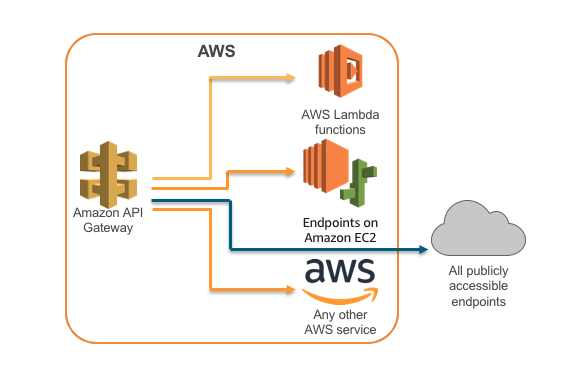 AWS
AWS Lambda
functions
Amazon API
Gateway
Endpoints on
Amazon EC2
aws
Any other
AWS service
All publicly
accessible
endpoints